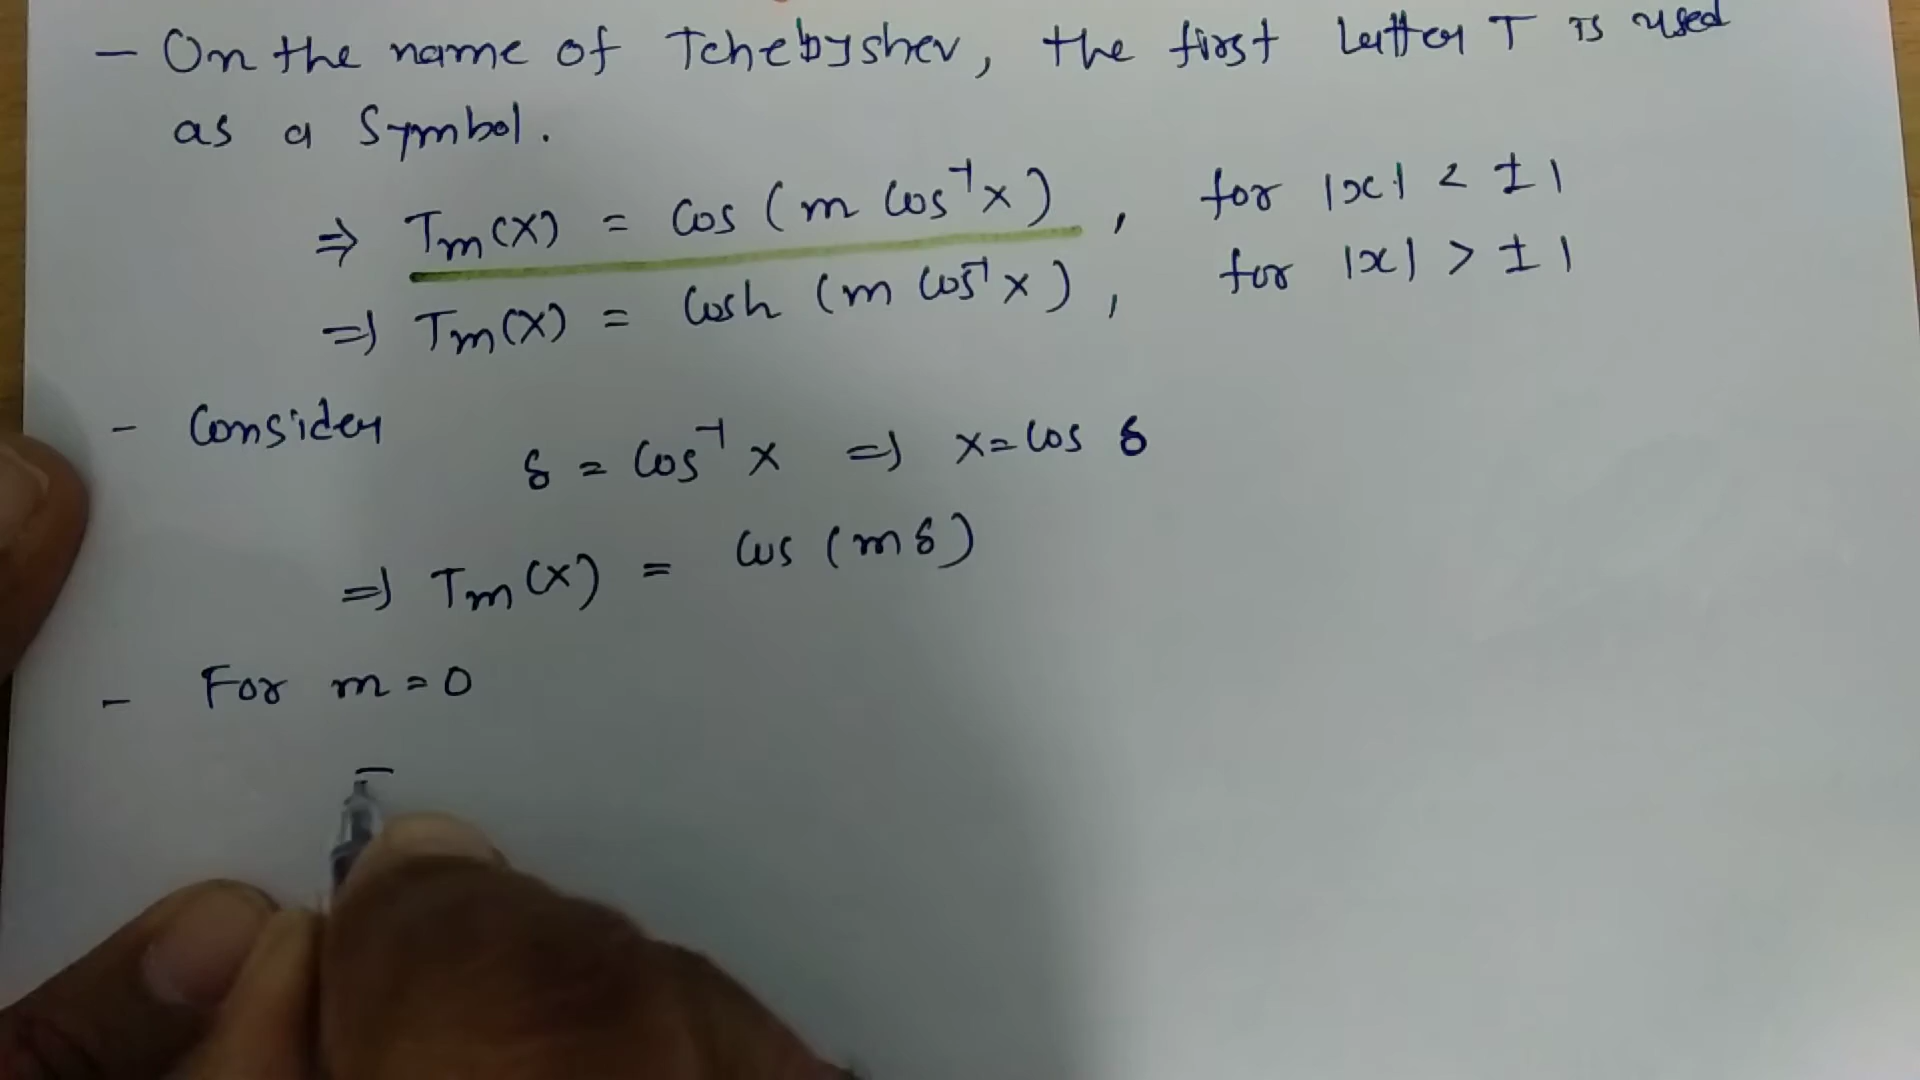 - On the name of Tchebyshev, the first letter T is used
as a symbol.
⇒ Tm(x) = cos (m cos⁻¹x) , for |x| < ±1
⇒ Tm(x) = cosh (m cos⁻¹x) , for |x| > ±1
- Consider
δ = cos⁻¹ x ⇒ x = cos δ
⇒ Tm(x) = cos (mδ)
- For m = 0